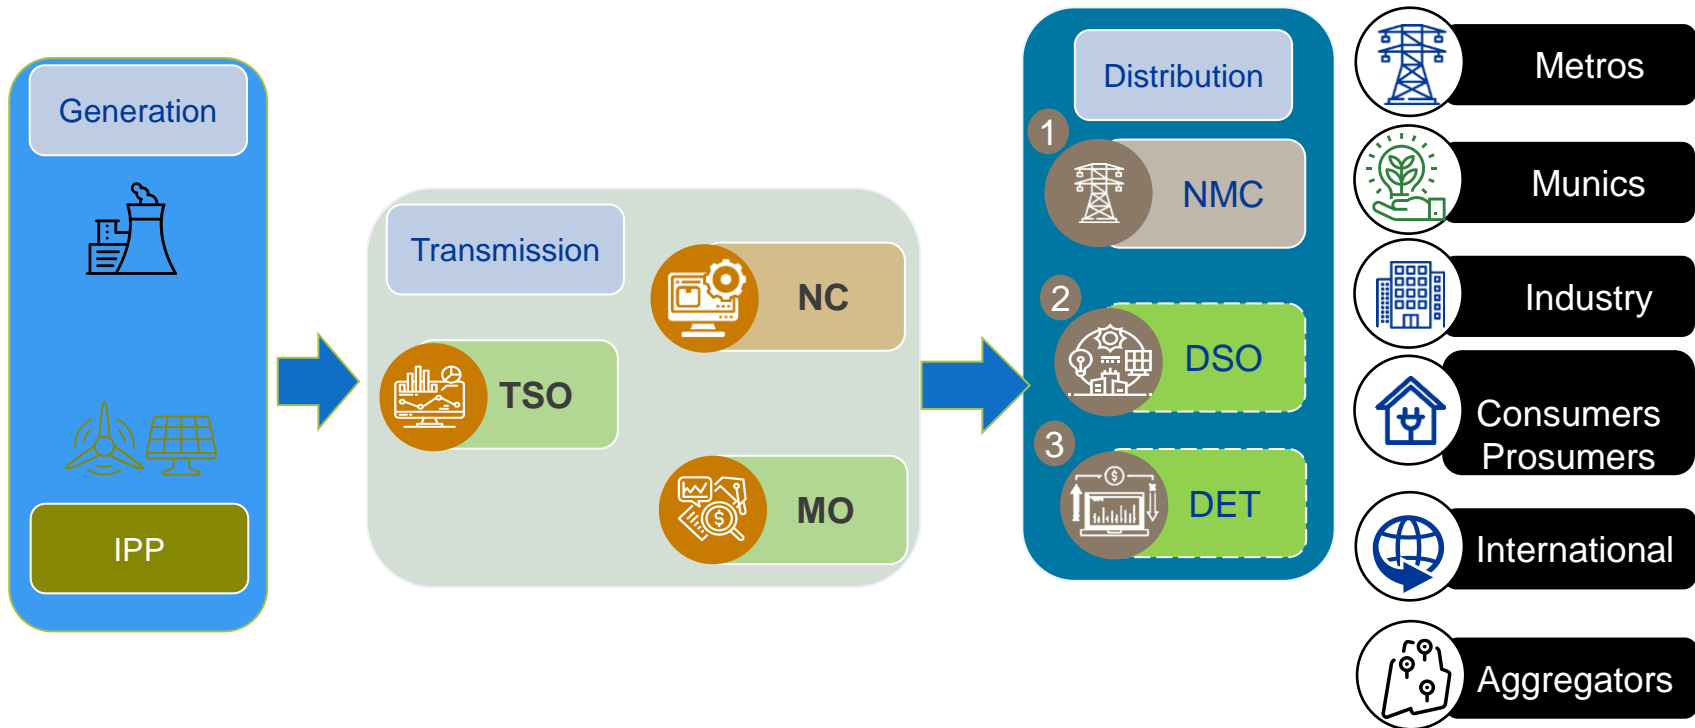 Generation
IPP
Transmission
NC
TSO
MO
Distribution
1
NMC
2
DSO
3
DET
Metros
Munics
Industry
Consumers
Prosumers
International
Aggregators